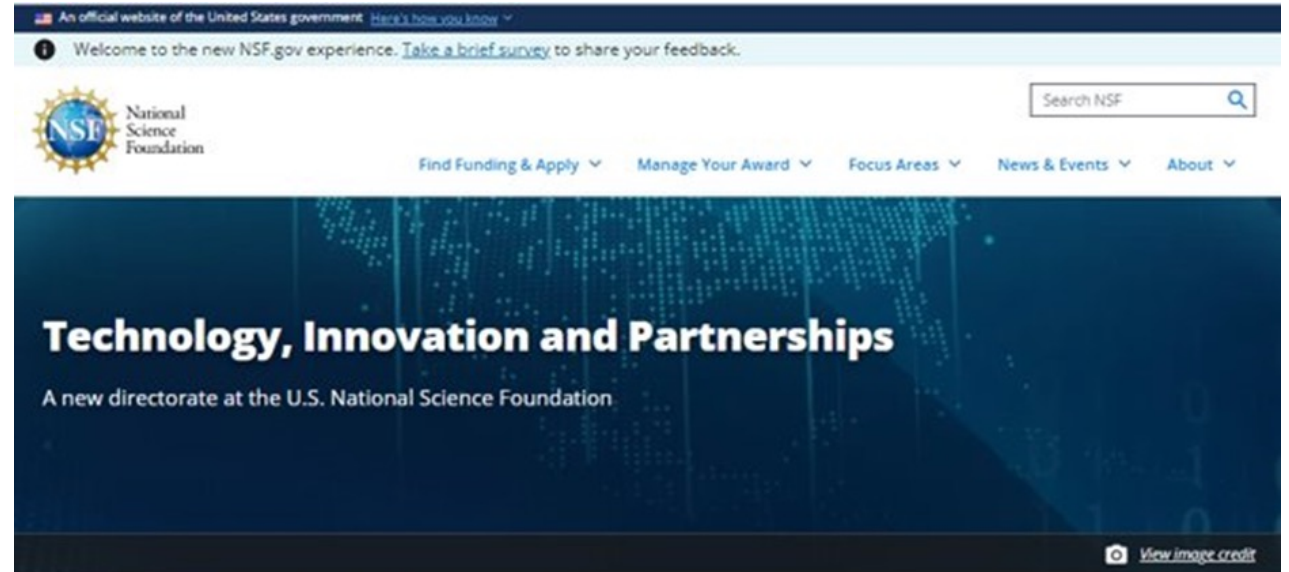 An official website of the United States government Here's how you know
Welcome to the new NSF.gov experience. Take a brief survey to share your feedback.
NSF
National
Science
Foundation
Search NSF
Find Funding & Apply Manage Your Award Focus Areas News & Events About
Technology, Innovation and Partnerships
A new directorate at the U.S. National Science Foundation
View image credit